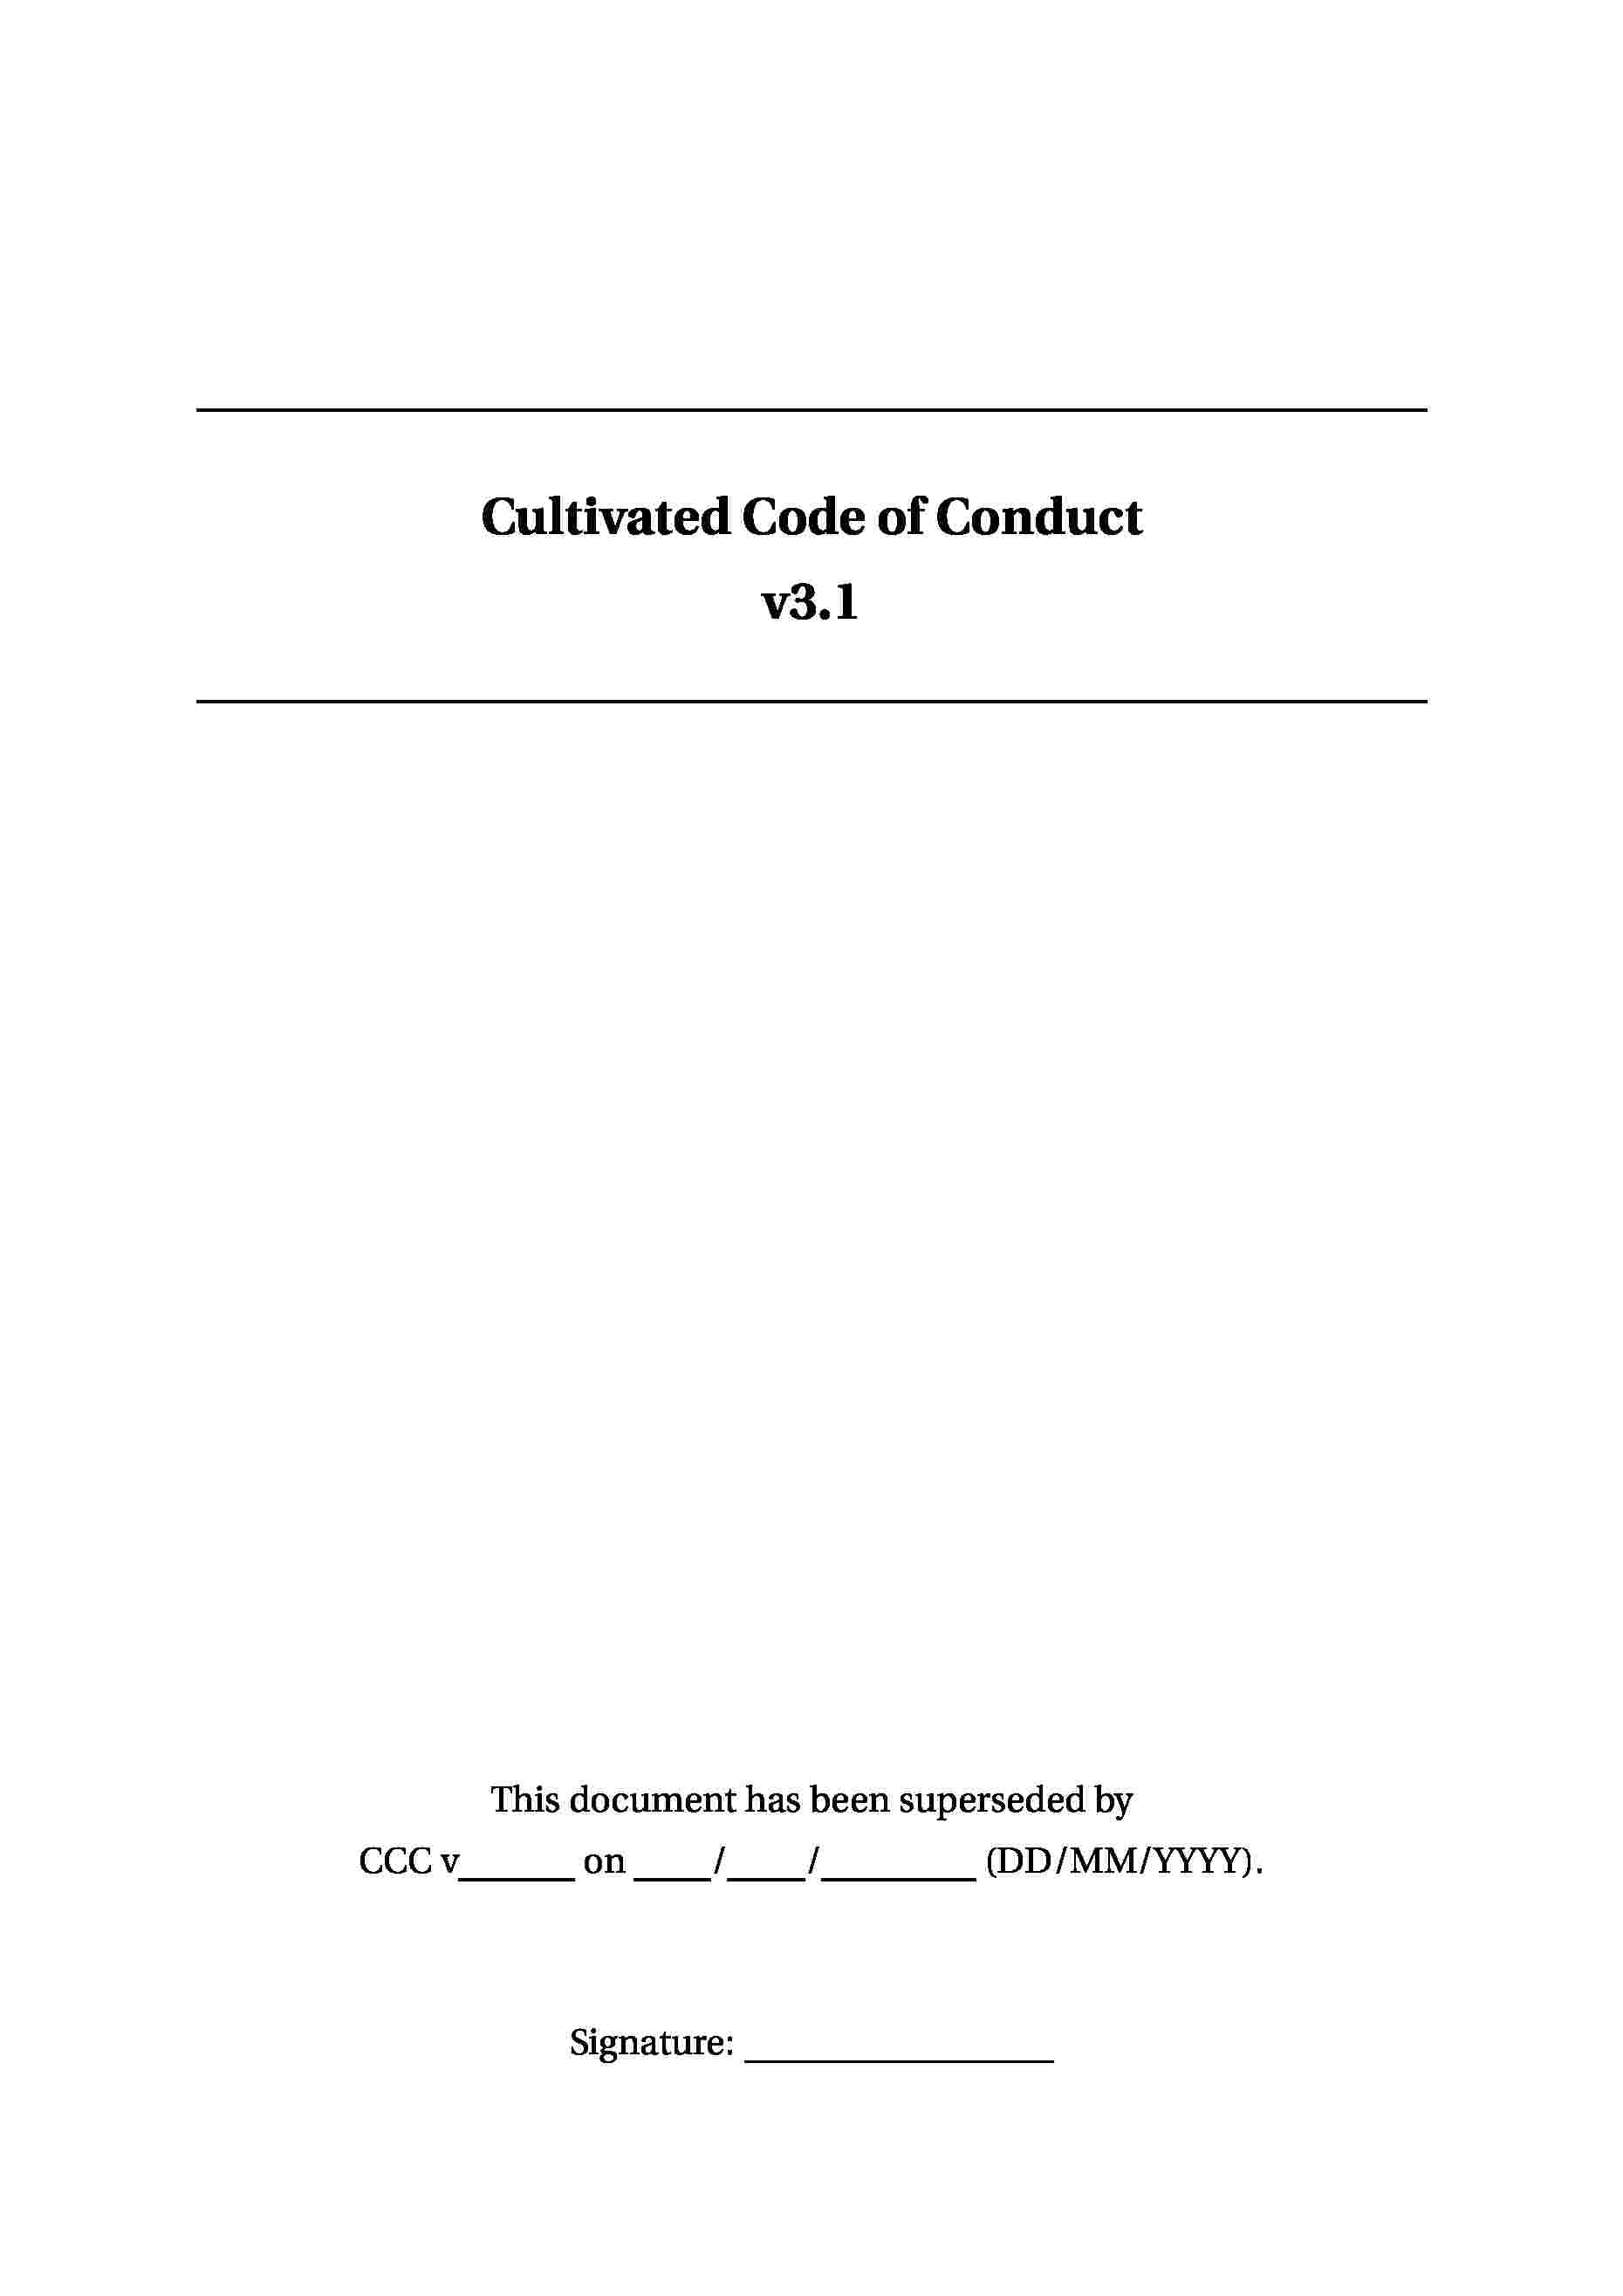 Cultivated Code of Conduct
v3.1
This document has been superseded by
CCC v______ on ____/____/________ (DD/MM/YYYY).
Signature: ________________